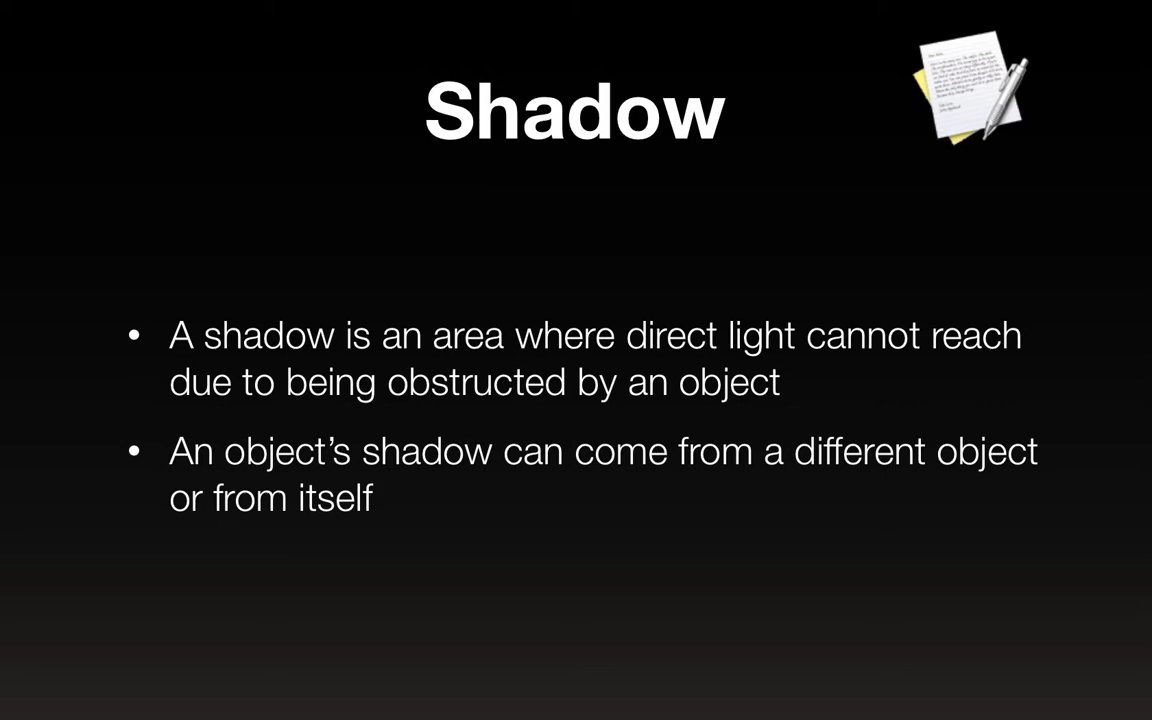 Shadow
• A shadow is an area where direct light cannot reach
due to being obstructed by an object
• An object’s shadow can come from a different object
or from itself